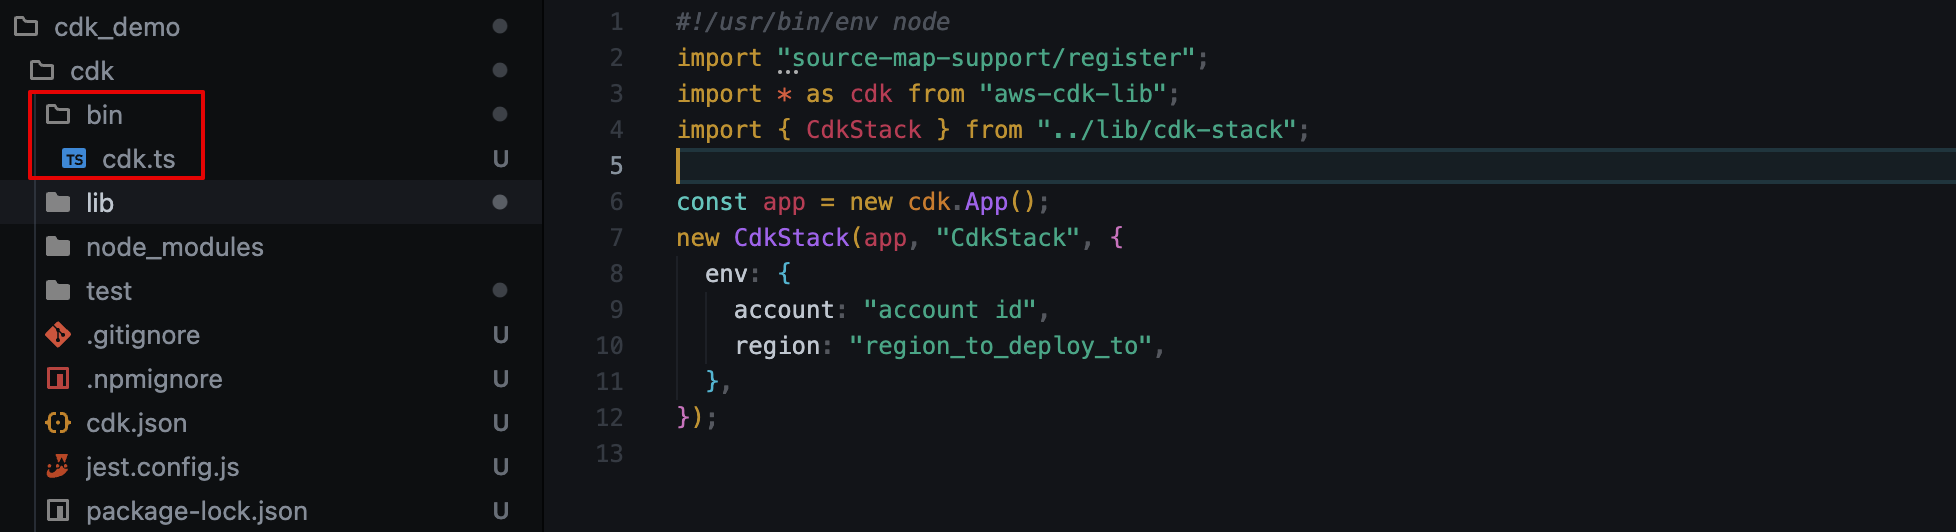 cdk_demo
cdk
bin
TS cdk.ts U
lib
node_modules
test
.gitignore U
.npmignore U
cdk.json U
jest.config.js U
package-lock.json U
1 #!/usr/bin/env node
2 import "source-map-support/register";
3 import * as cdk from "aws-cdk-lib";
4 import { CdkStack } from "../lib/cdk-stack";
5
6 const app = new cdk.App();
7 new CdkStack(app, "CdkStack", {
8   env: {
9     account: "account id",
10     region: "region_to_deploy_to",
11   },
12 });
13